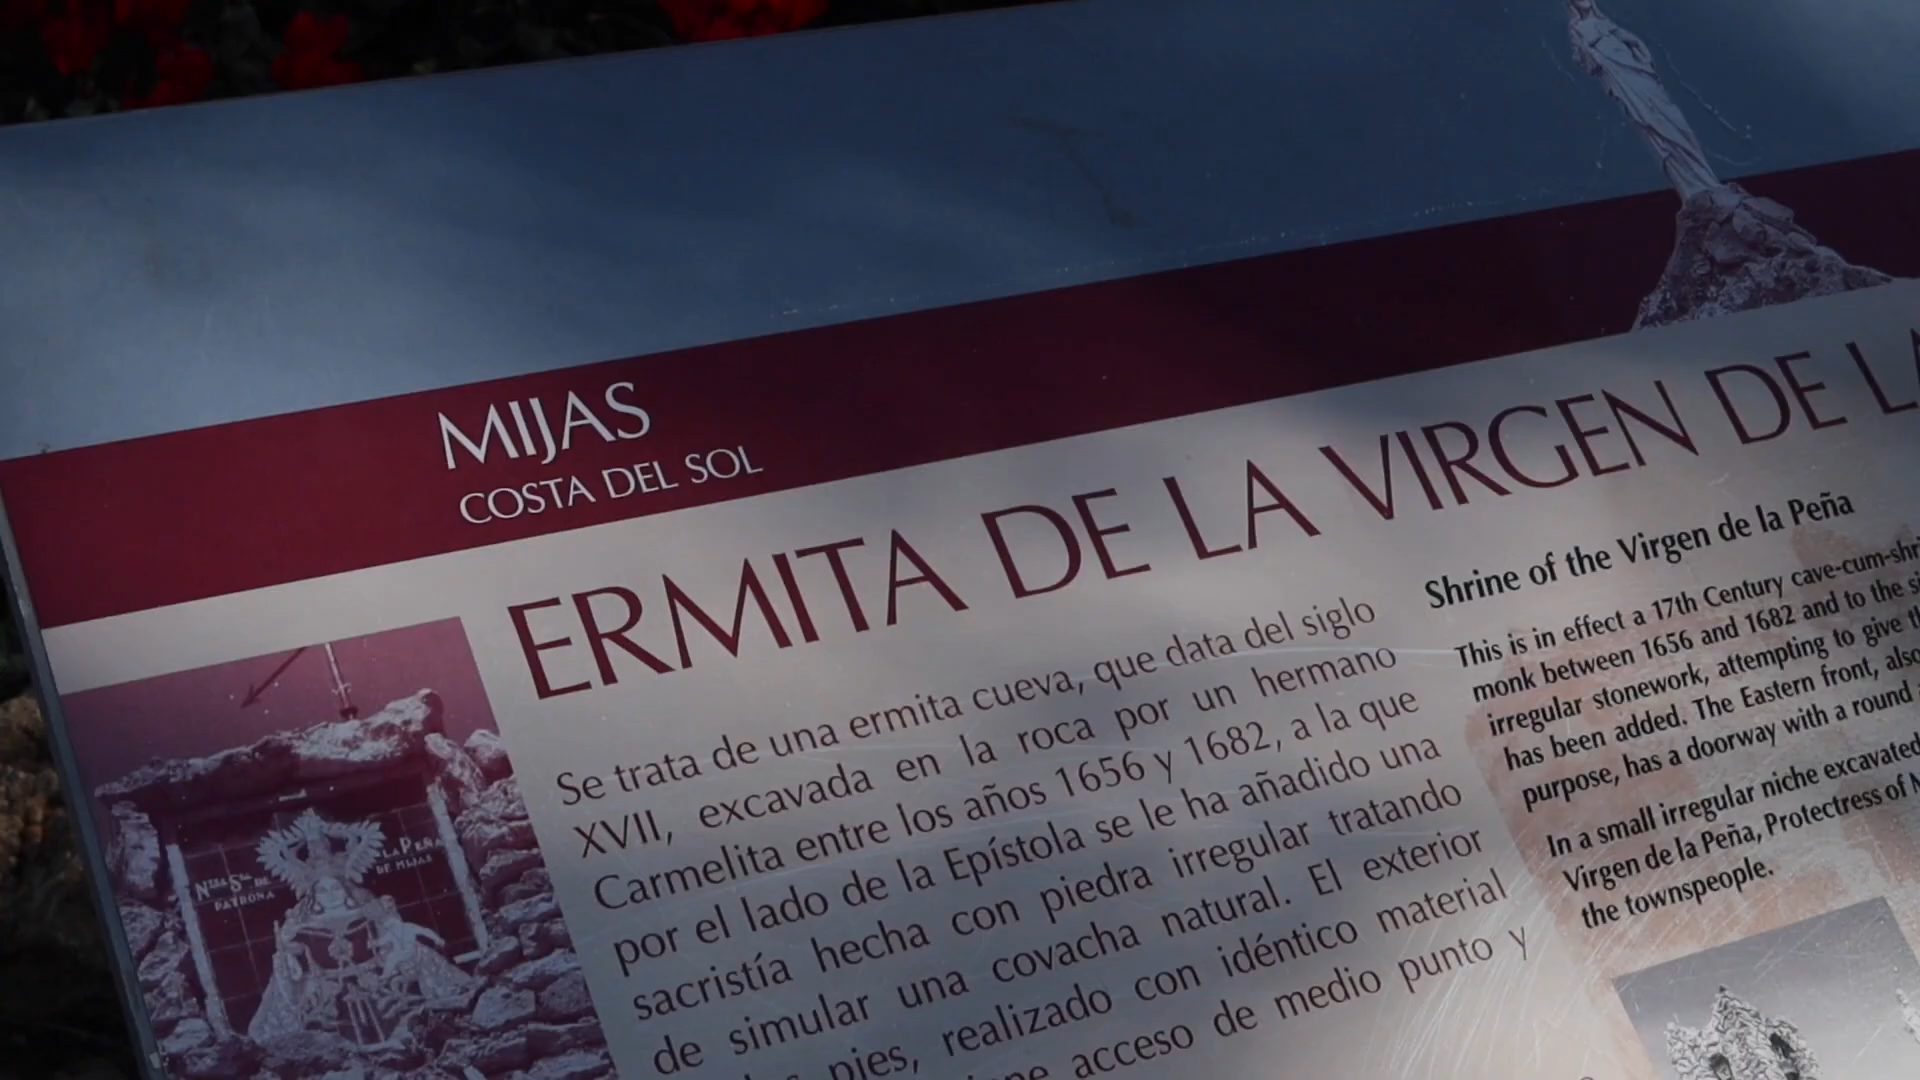 MIJAS
COSTA DEL SOL
ERMITA DE LA VIRGEN DE LA
Se trata de una ermita cueva, que data del siglo
XVII, excavada en la roca por un hermano
Carmelita entre los años 1656 y 1682, a la que
por el lado de la Epístola se le ha añadido una
sacristía hecha con piedra irregular tratando
de simular una covacha natural. El exterior
pies, realizado con idéntico material
acceso de medio punto y
Shrine of the Virgen de la Peña
This is in effect a 17th Century cave-cum-shri
monk between 1656 and 1682 and to the si
irregular stonework, attempting to give th
has been added. The Eastern front, also
purpose, has a doorway with a round
In a small irregular niche excavated
Virgen de la Peña, Protectress of M
the townspeople.
NTRA SRA DE LA PEÑA
PATRONA DE MIJAS